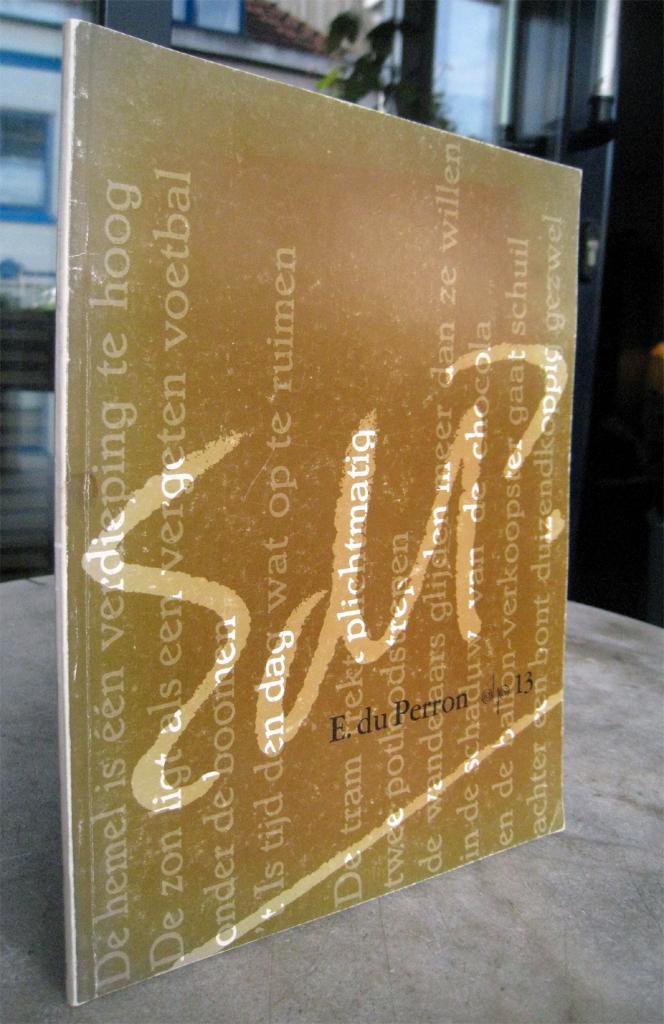 De hemel is één verdieping te hoog
De zon ligt als een vergeten voetbal
onder de boomen
't Is tijd den dag wat op te ruimen
De tram trekt plichtmatig
twee potloodstrepen
de wandelaars glijden meer dan ze willen
in de van de chocola
en de ballon-verkoopster gaat schuil
achter een bont duizendkoppig gezwel
EdP.
E. du Perron 13